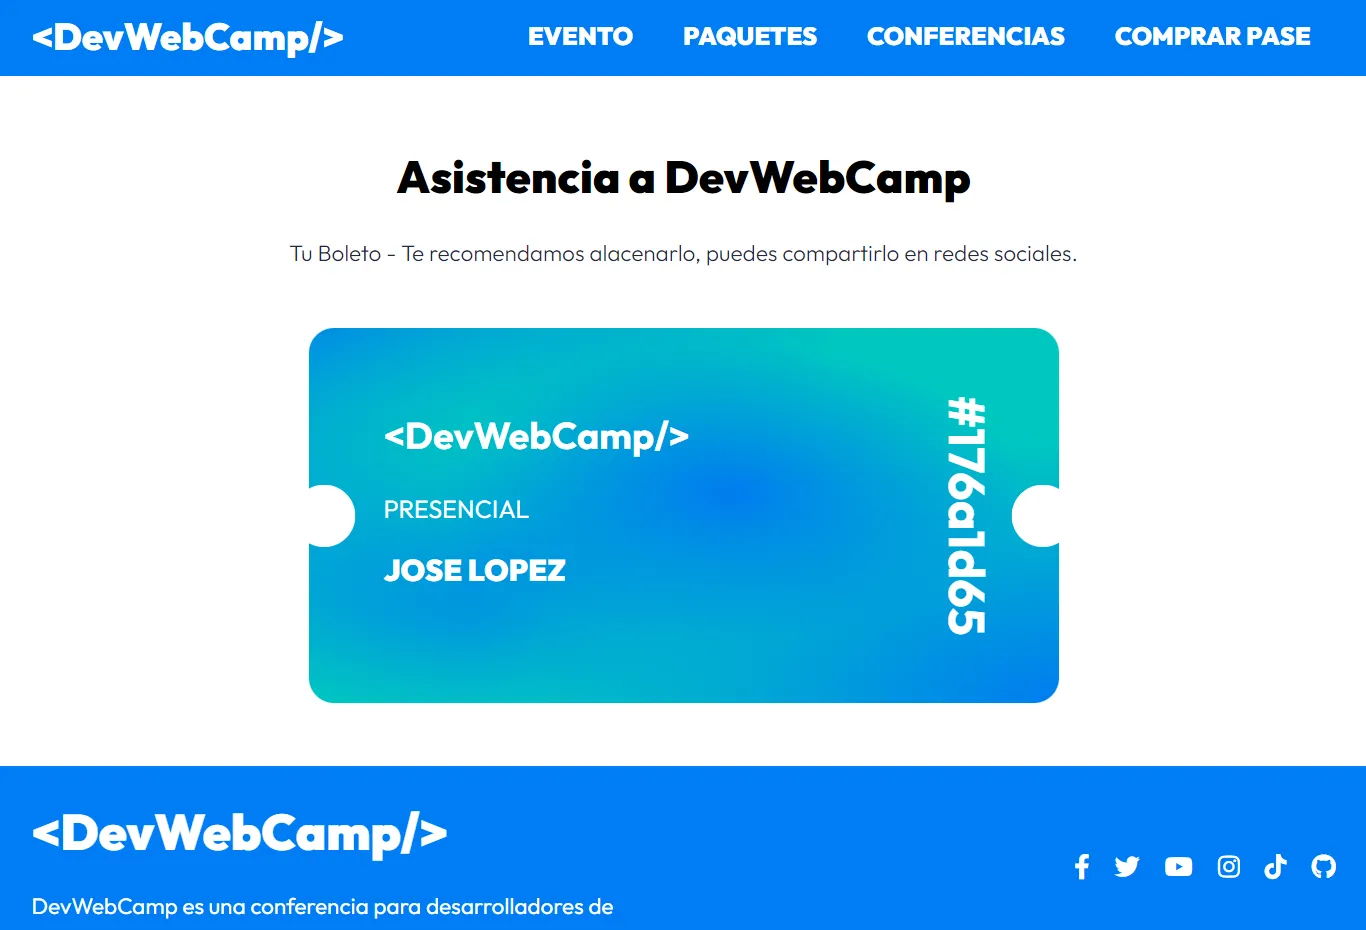 <DevWebCamp/>
EVENTO PAQUETES CONFERENCIAS COMPRAR PASE
Asistencia a DevWebCamp
Tu Boleto - Te recomendamos alacenarlo, puedes compartirlo en redes sociales.
<DevWebCamp/>
PRESENCIAL
JOSE LOPEZ
#176a1d65
<DevWebCamp/>
DevWebCamp es una conferencia para desarrolladores de